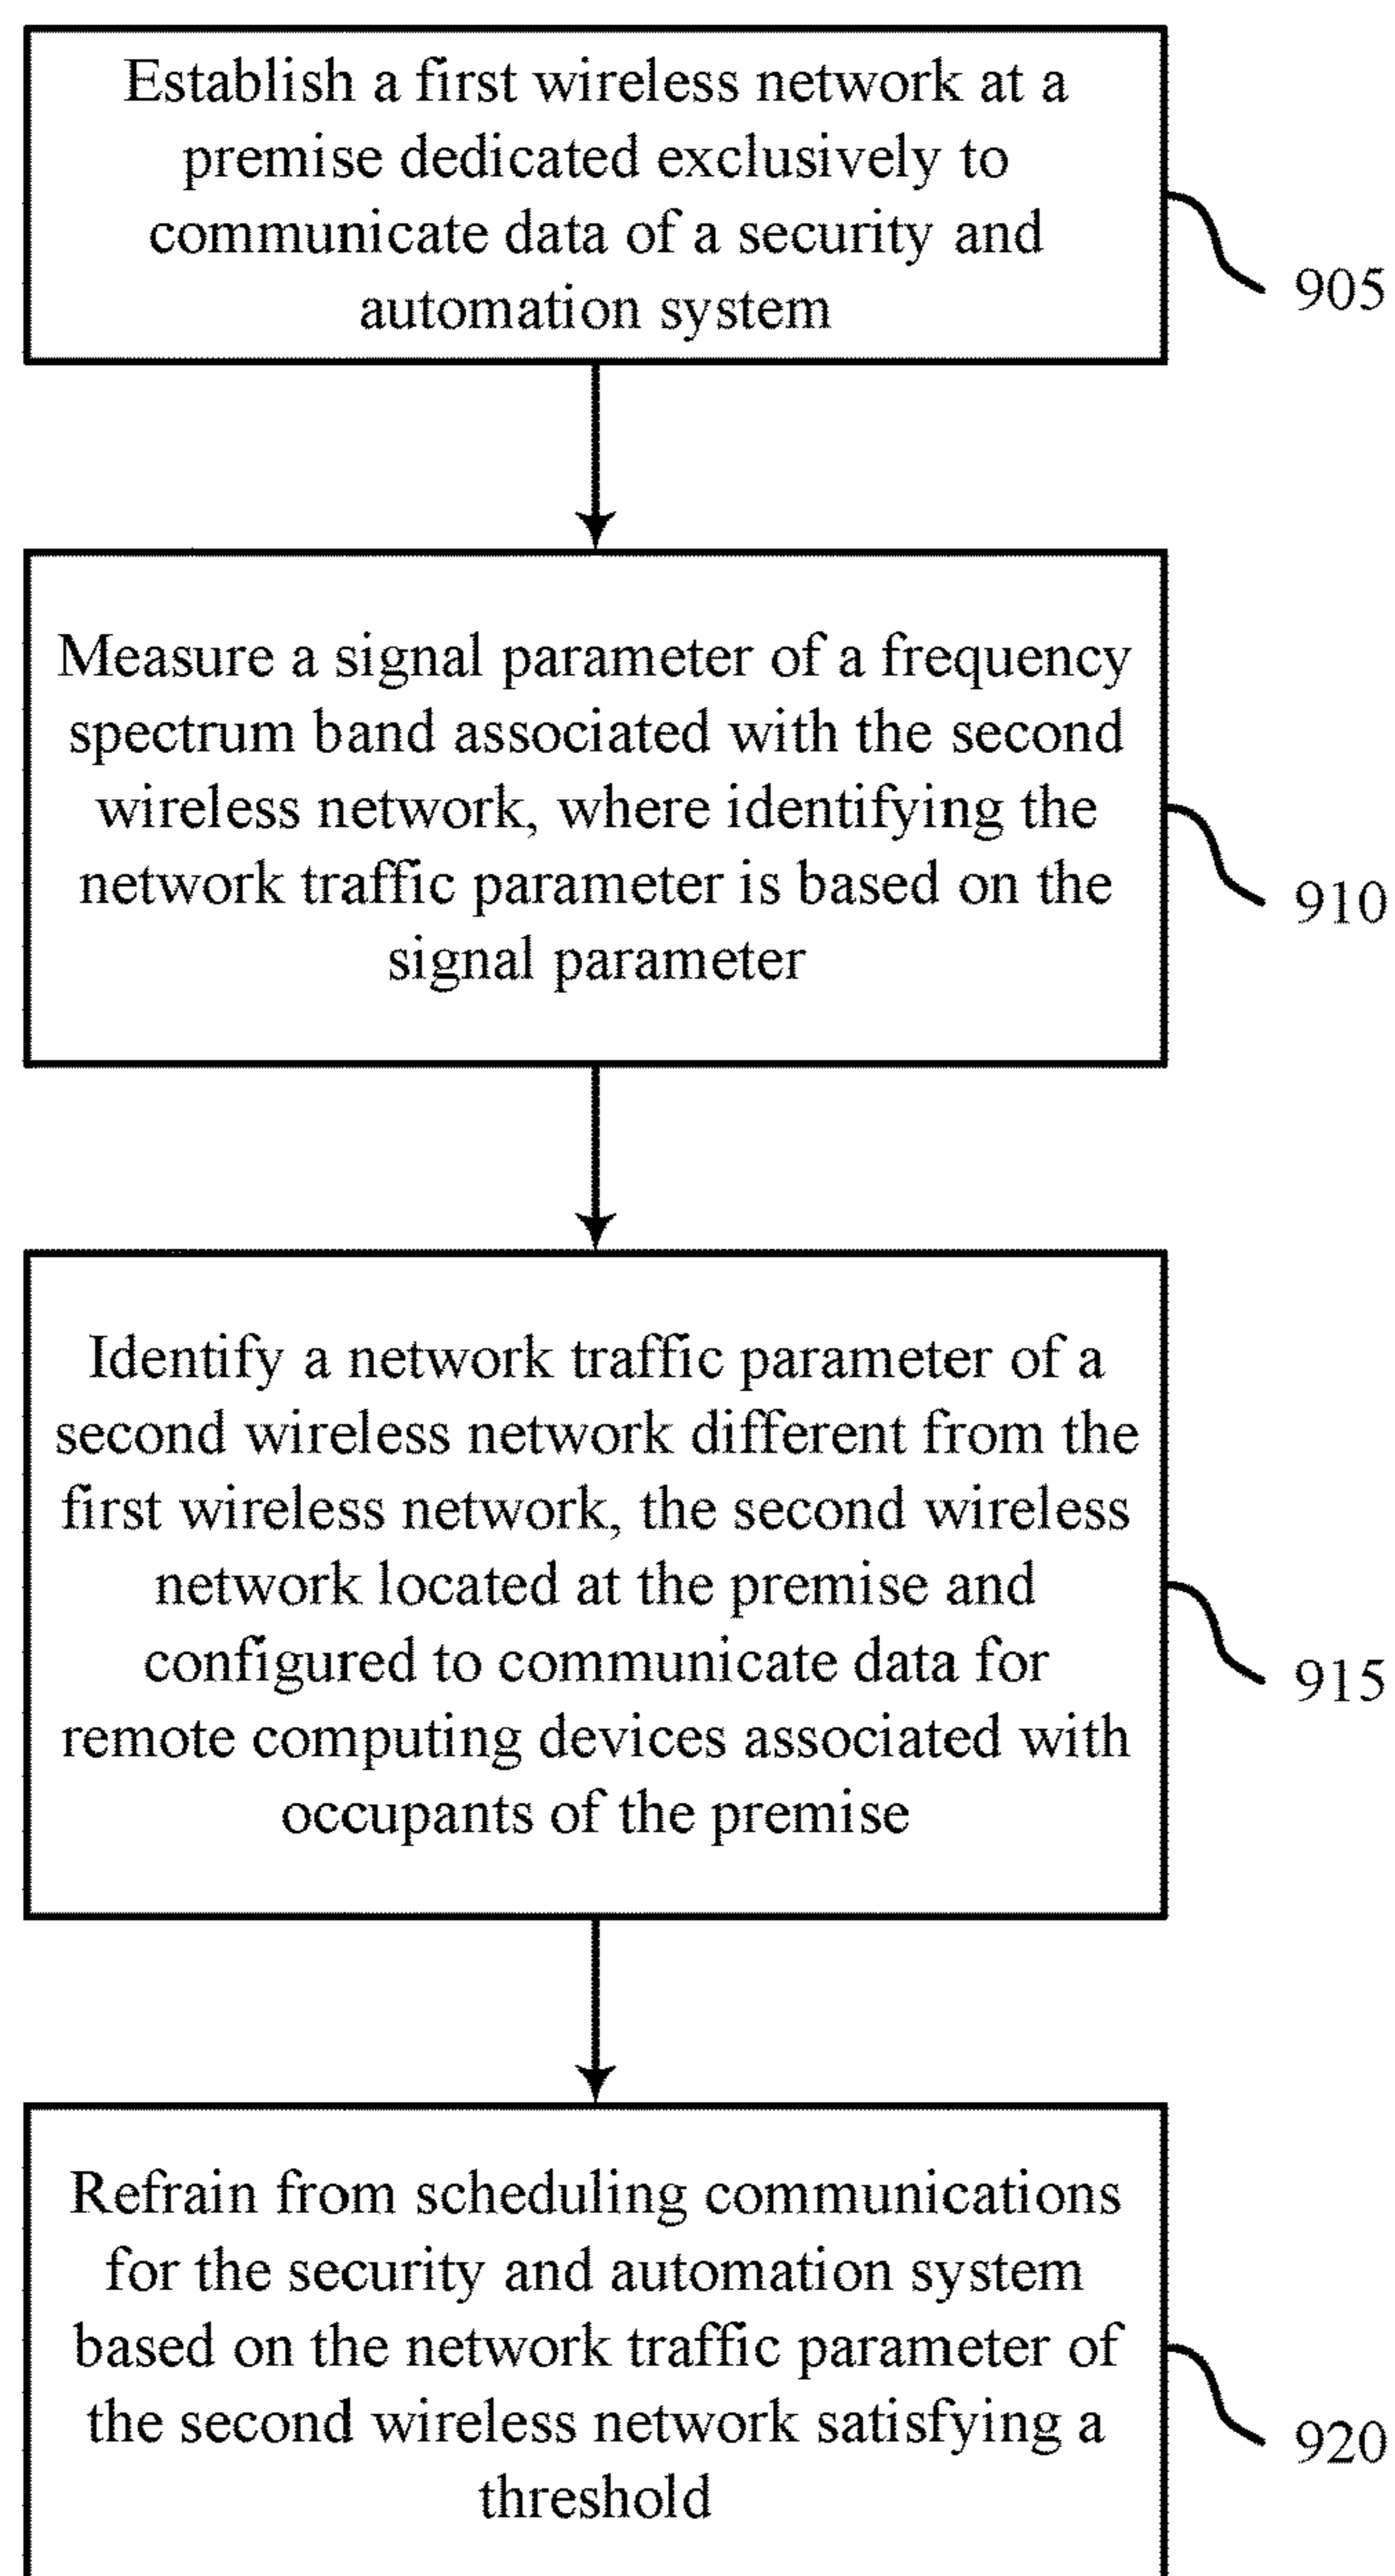 Establish a first wireless network at a
premise dedicated exclusively to
communicate data of a security and
automation system
905
Measure a signal parameter of a frequency
spectrum band associated with the second
wireless network, where identifying the
network traffic parameter is based on the
signal parameter
910
Identify a network traffic parameter of a
second wireless network different from the
first wireless network, the second wireless
network located at the premise and
configured to communicate data for
remote computing devices associated with
occupants of the premise
915
Refrain from scheduling communications
for the security and automation system
based on the network traffic parameter of
the second wireless network satisfying a
threshold
920